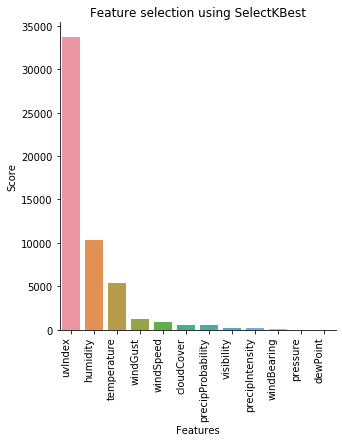 Feature selection using SelectKBest
35000
30000
25000
20000
15000
10000
5000
0
Score
uvIndex
humidity
temperature
windGust
windSpeed
cloudCover
precipProbability
visibility
precipIntensity
windBearing
pressure
dewPoint
Features